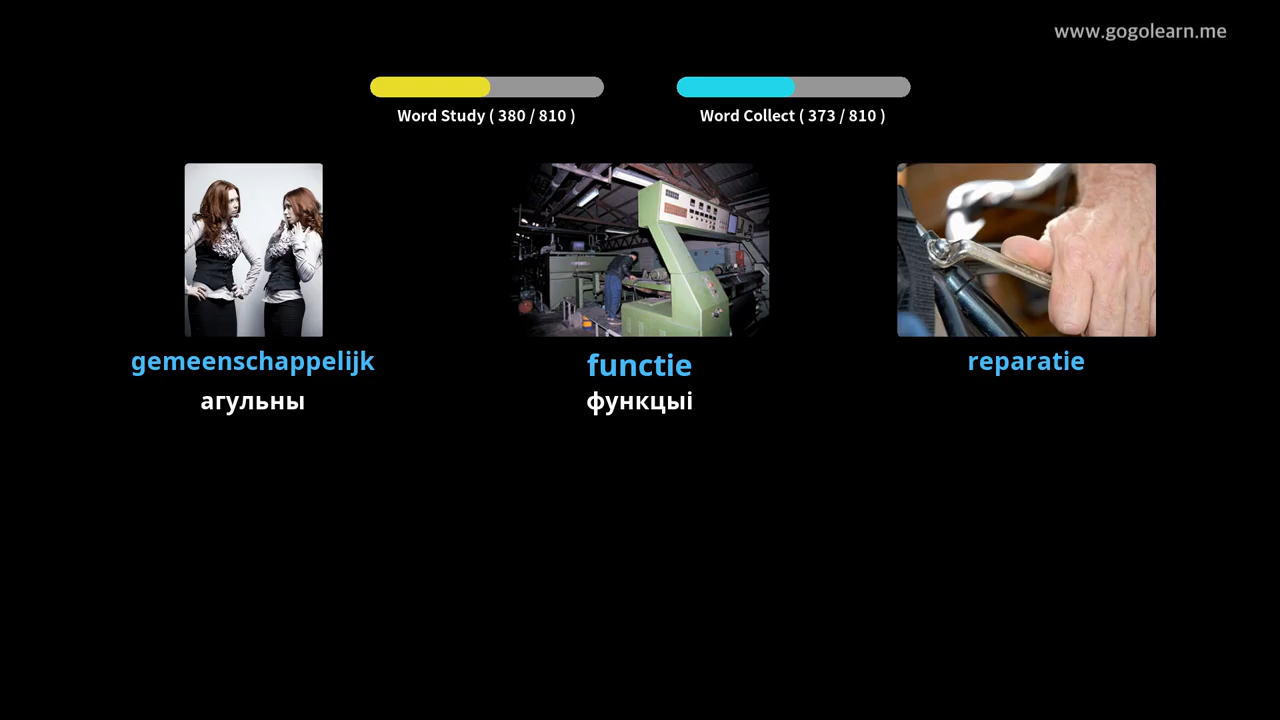 www.gogolearn.me
Word Study ( 380 / 810 )
Word Collect ( 373 / 810 )
gemeenschappelijk
functie
reparatie
агульны
функцыі